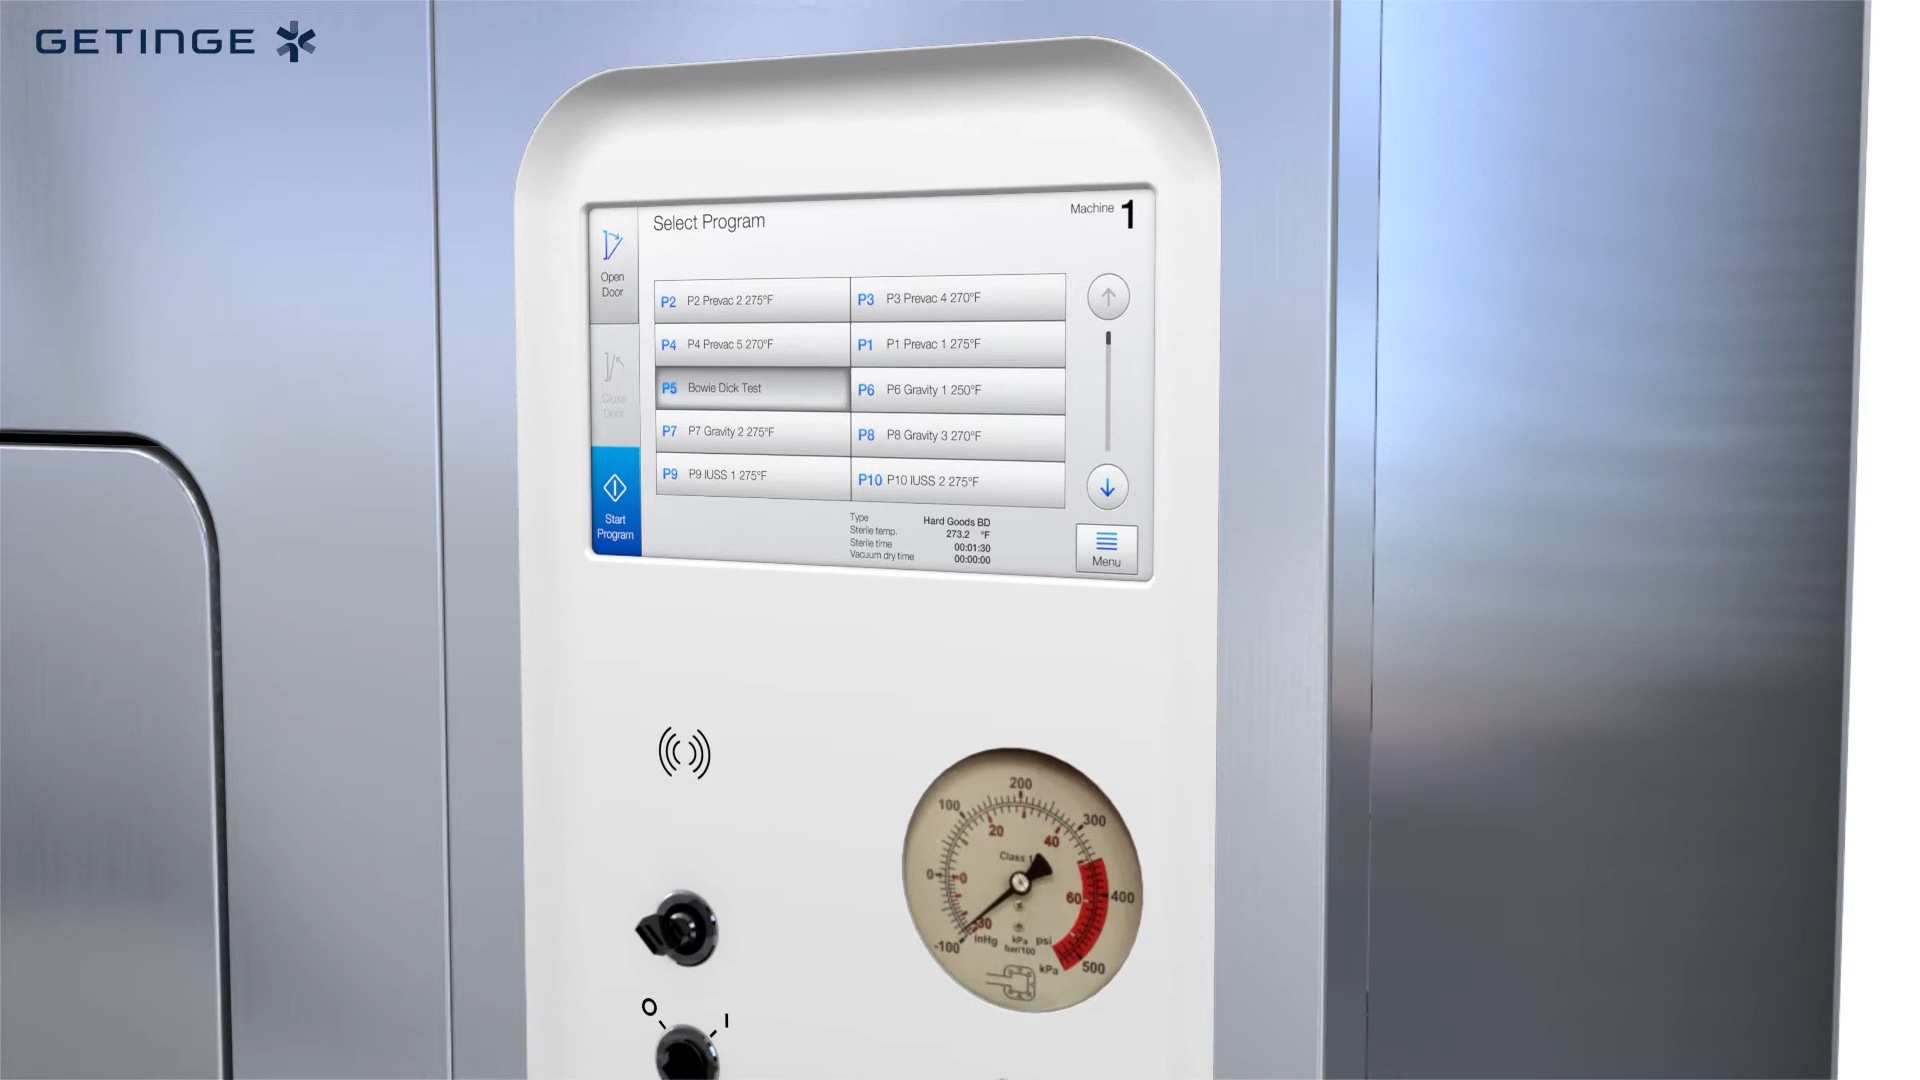 GETINGE
Select Program
Machine 1
Open
Door
Close
Door
Start
Program
P2 P2 Prevac 2 275°F
P3 P3 Prevac 4 270°F
P4 P4 Prevac 5 270°F
P1 P1 Prevac 1 275°F
P5 Bowie Dick Test
P6 P6 Gravity 1 250°F
P7 P7 Gravity 2 275°F
P8 P8 Gravity 3 270°F
P9 P9 IUSS 1 275°F
P10 P10 IUSS 2 275°F
Type Hard Goods BD
Sterile temp. 273.2 °F
Sterile time 00:01:30
Vacuum dry time 00:00:00
Menu
200
100
300
20
40
Class 1
0
0
60
400
30
-100
inHg
kPa
bar/100
psi
kPa
500
O
I